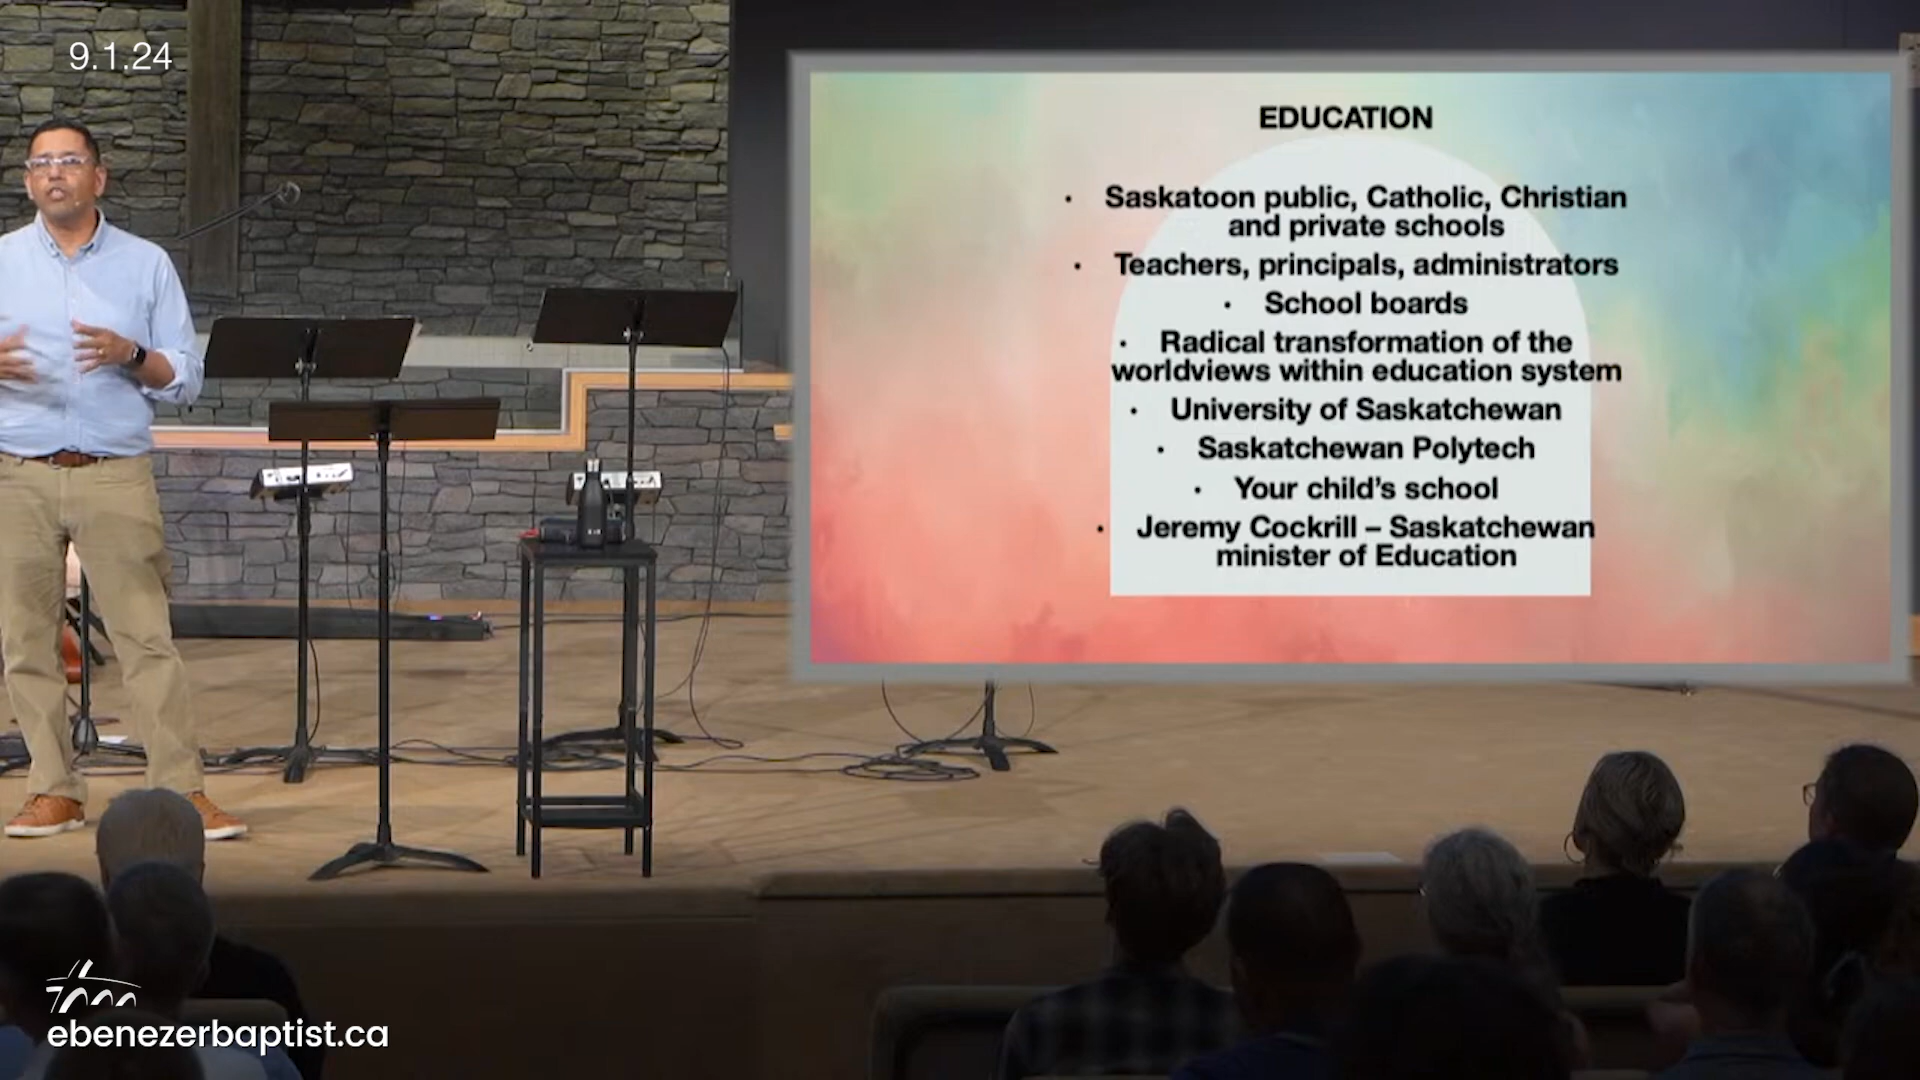 9.1.24
EDUCATION
• Saskatoon public, Catholic, Christian
and private schools
• Teachers, principals, administrators
• School boards
• Radical transformation of the
worldviews within education system
• University of Saskatchewan
• Saskatchewan Polytech
• Your child's school
• Jeremy Cockrill – Saskatchewan
minister of Education
ebenezerbaptist.ca